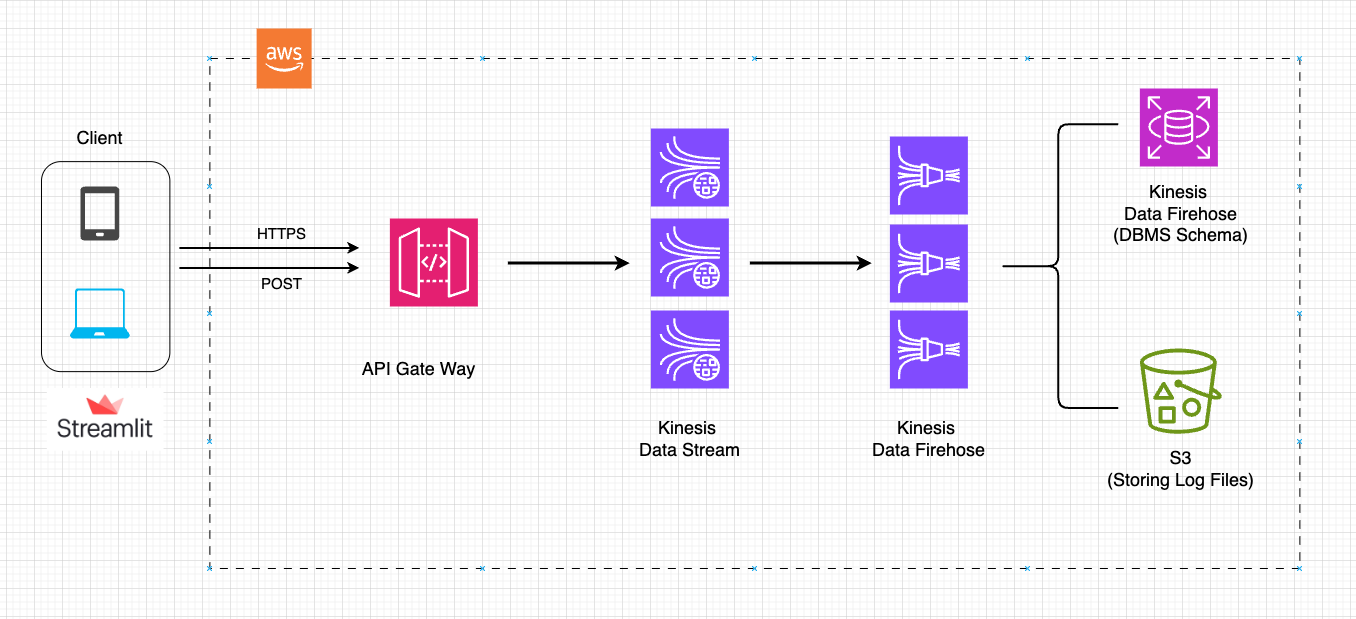 aws
Client
HTTPS
POST
Streamlit
API Gate Way
Kinesis
Data Stream
Kinesis
Data Firehose
Kinesis
Data Firehose
(DBMS Schema)
S3
(Storing Log Files)